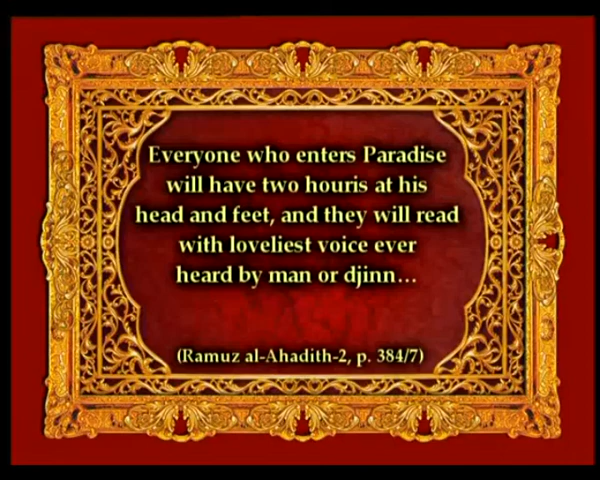 Everyone who enters Paradise
will have two houris at his
head and feet, and they will read
with loveliest voice ever
heard by man or djinn...
(Ramuz al-Ahadith-2, p. 384/7)